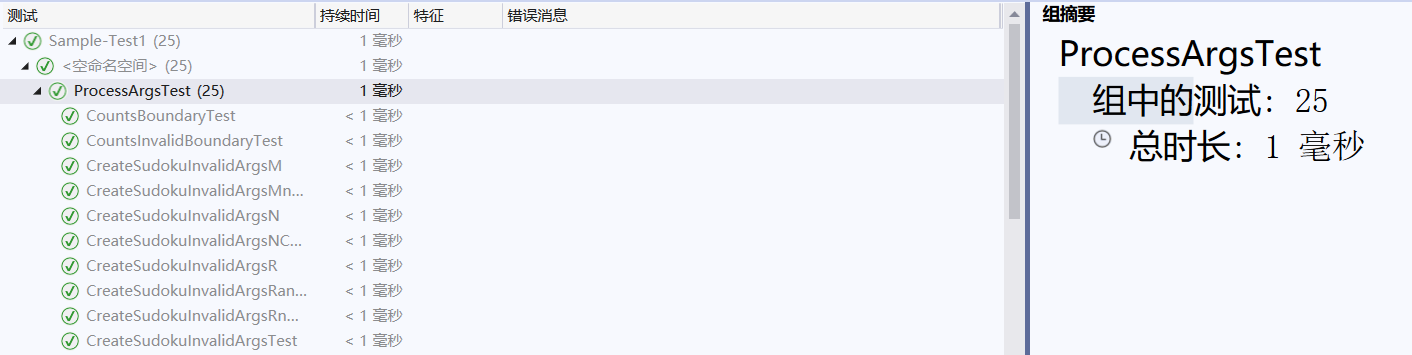 测试 持续时间 特征 错误消息
Sample-Test1 (25) 1 毫秒
<空命名空间> (25) 1 毫秒
ProcessArgsTest (25) 1 毫秒
CountsBoundaryTest < 1 毫秒
CountsInvalidBoundaryTest < 1 毫秒
CreateSudokuInvalidArgsM < 1 毫秒
CreateSudokuInvalidArgsMn... < 1 毫秒
CreateSudokuInvalidArgsN < 1 毫秒
CreateSudokuInvalidArgsNC... < 1 毫秒
CreateSudokuInvalidArgsR < 1 毫秒
CreateSudokuInvalidArgsRan... < 1 毫秒
CreateSudokuInvalidArgsRn... < 1 毫秒
CreateSudokuInvalidArgsTest < 1 毫秒
组摘要
ProcessArgsTest
组中的测试: 25
总时长: 1 毫秒